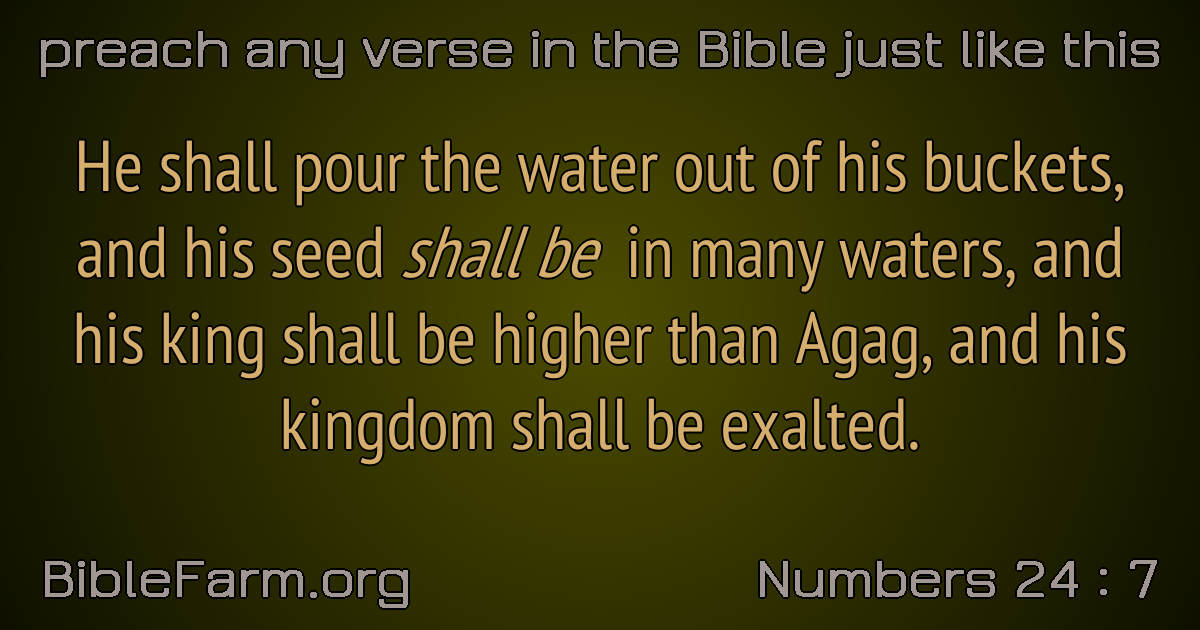 preach any verse in the Bible just like this
He shall pour the water out of his buckets,
and his seed shall be in many waters, and
his king shall be higher than Agag, and his
kingdom shall be exalted.
BibleFarm.org
Numbers 24 : 7